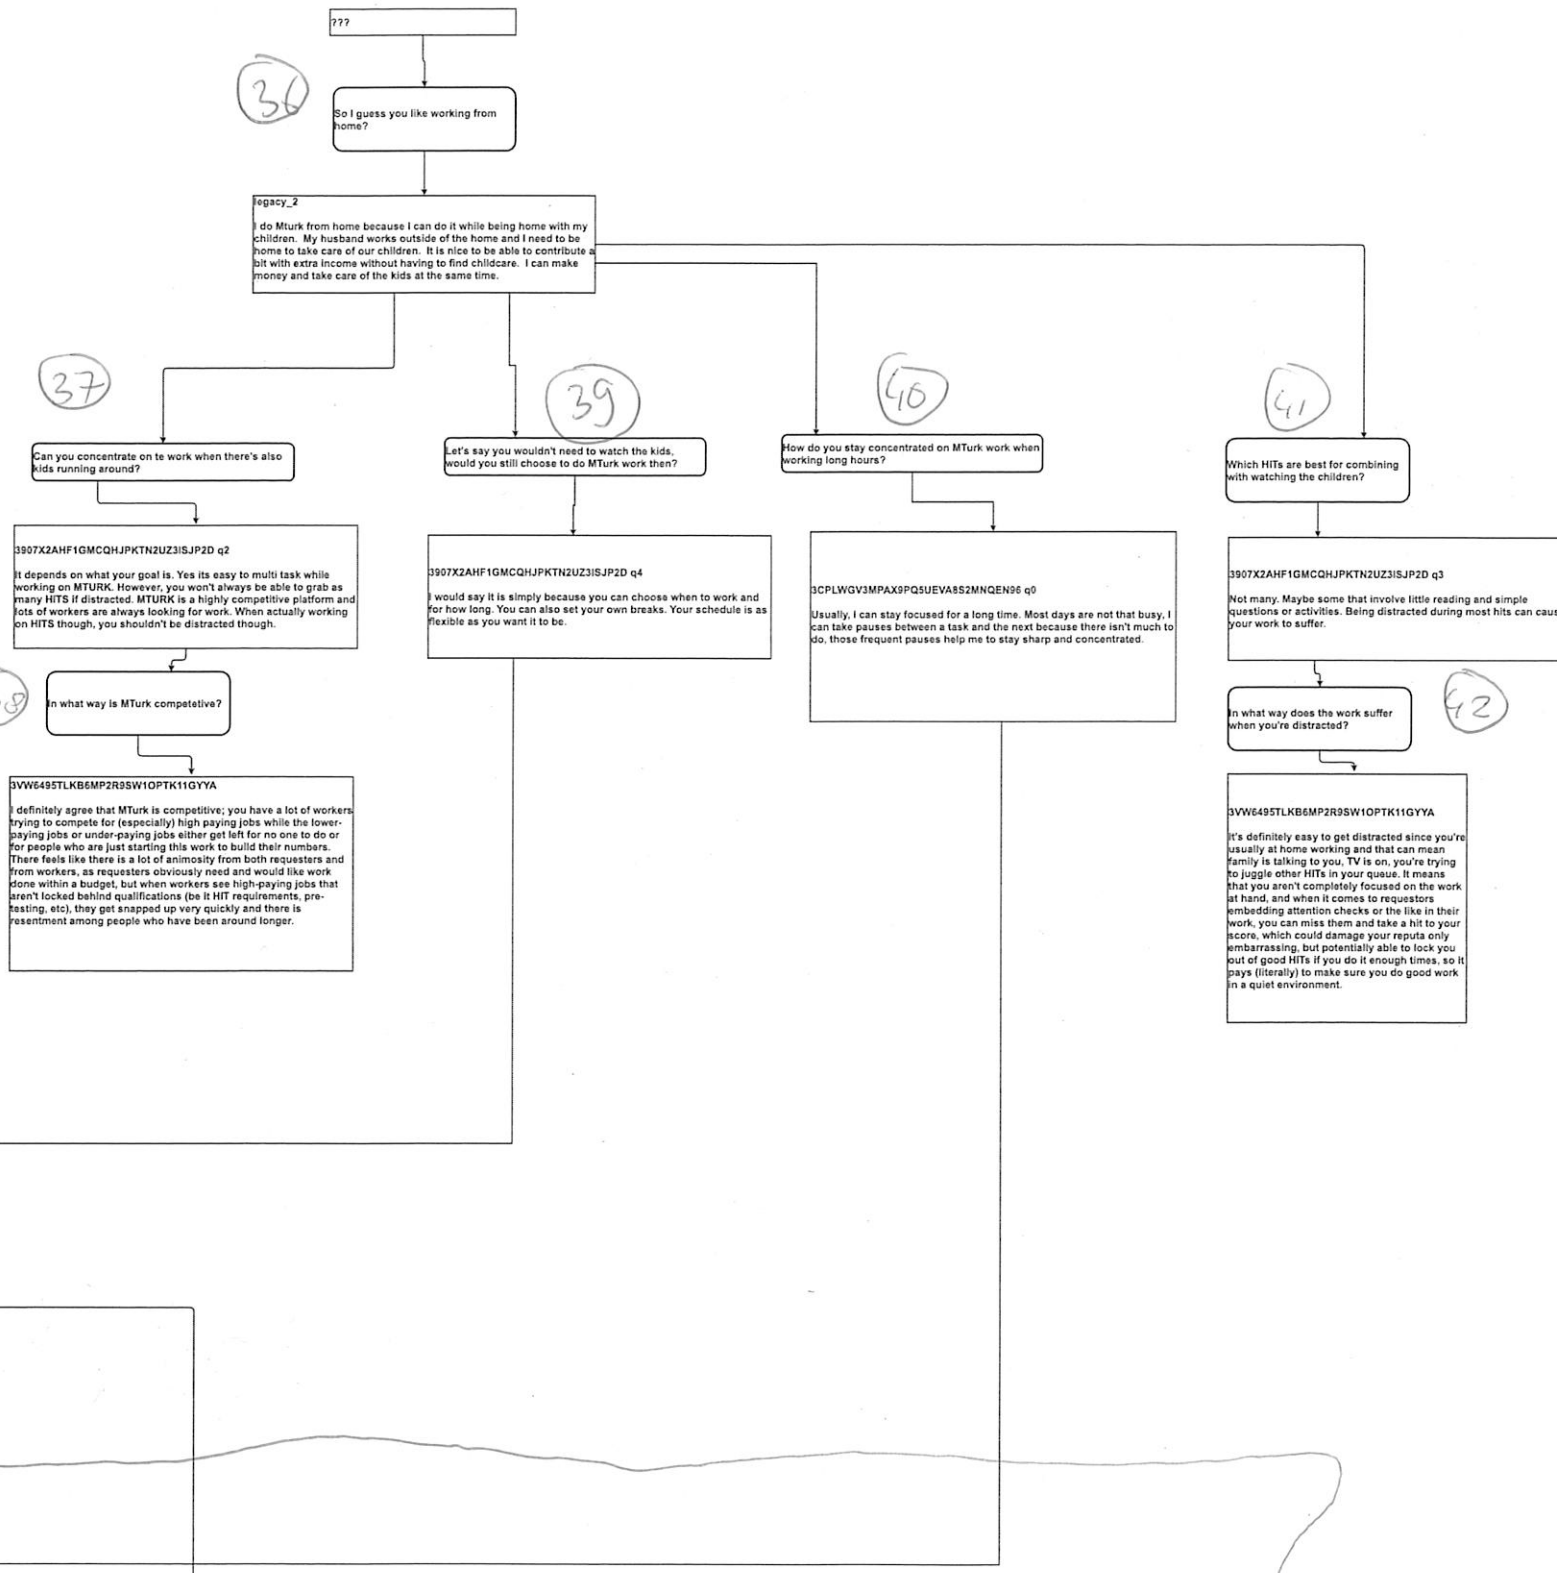 ???
36
So I guess you like working from
home?
legacy_2
I do Mturk from home because I can do it while being home with my
children.  My husband works outside of the home and I need to be
home to take care of our children.  It is nice to be able to contribute a
bit with extra income without having to find childcare.  I can make
money and take care of the kids at the same time.
37
Can you concentrate on te work when there's also
kids running around?
3907X2AHF1GMCQHJPKTN2UZ3ISJP2D q2
It depends on what your goal is. Yes its easy to multi task while
working on MTURK. However, you won't always be able to grab as
many HITS if distracted. MTURK is a highly competitive platform and
lots of workers are always looking for work. When actually working
on HITS though, you shouldn't be distracted though.
8
In what way is MTurk competetive?
3VW6495TLKB6MP2R9SW1OPTK11GYYA
I definitely agree that MTurk is competitive; you have a lot of workers
trying to compete for (especially) high paying jobs while the lower-
paying jobs or under-paying jobs either get left for no one to do or
for people who are just starting this work to build their numbers.
There feels like there is a lot of animosity from both requesters and
from workers, as requesters obviously need and would like work
done within a budget, but when workers see high-paying jobs that
aren't locked behind qualifications (be it HIT requirements, pre-
testing, etc), they get snapped up very quickly and there is
resentment among people who have been around longer.
39
Let's say you wouldn't need to watch the kids,
would you still choose to do MTurk work then?
3907X2AHF1GMCQHJPKTN2UZ3ISJP2D q4
I would say it is simply because you can choose when to work and
for how long. You can also set your own breaks. Your schedule is as
flexible as you want it to be.
40
How do you stay concentrated on MTurk work when
working long hours?
3CPLWGV3MPAX9PQ5UEVA8S2MNQEN96 q0
Usually, I can stay focused for a long time. Most days are not that busy, I
can take pauses between a task and the next because there isn't much to
do, those frequent pauses help me to stay sharp and concentrated.
41
Which HITs are best for combining
with watching the children?
3907X2AHF1GMCQHJPKTN2UZ3ISJP2D q3
Not many. Maybe some that involve little reading and simple
questions or activities. Being distracted during most hits can caus
your work to suffer.
42
In what way does the work suffer
when you're distracted?
3VW6495TLKB6MP2R9SW1OPTK11GYYA
It's definitely easy to get distracted since you're
usually at home working and that can mean
family is talking to you, TV is on, you're trying
to juggle other HITs in your queue. It means
that you aren't completely focused on the work
at hand, and when it comes to requestors
embedding attention checks or the like in their
work, you can miss them and take a hit to your
score, which could damage your reputa only
embarrassing, but potentially able to lock you
out of good HITs if you do it enough times, so it
pays (literally) to make sure you do good work
in a quiet environment.